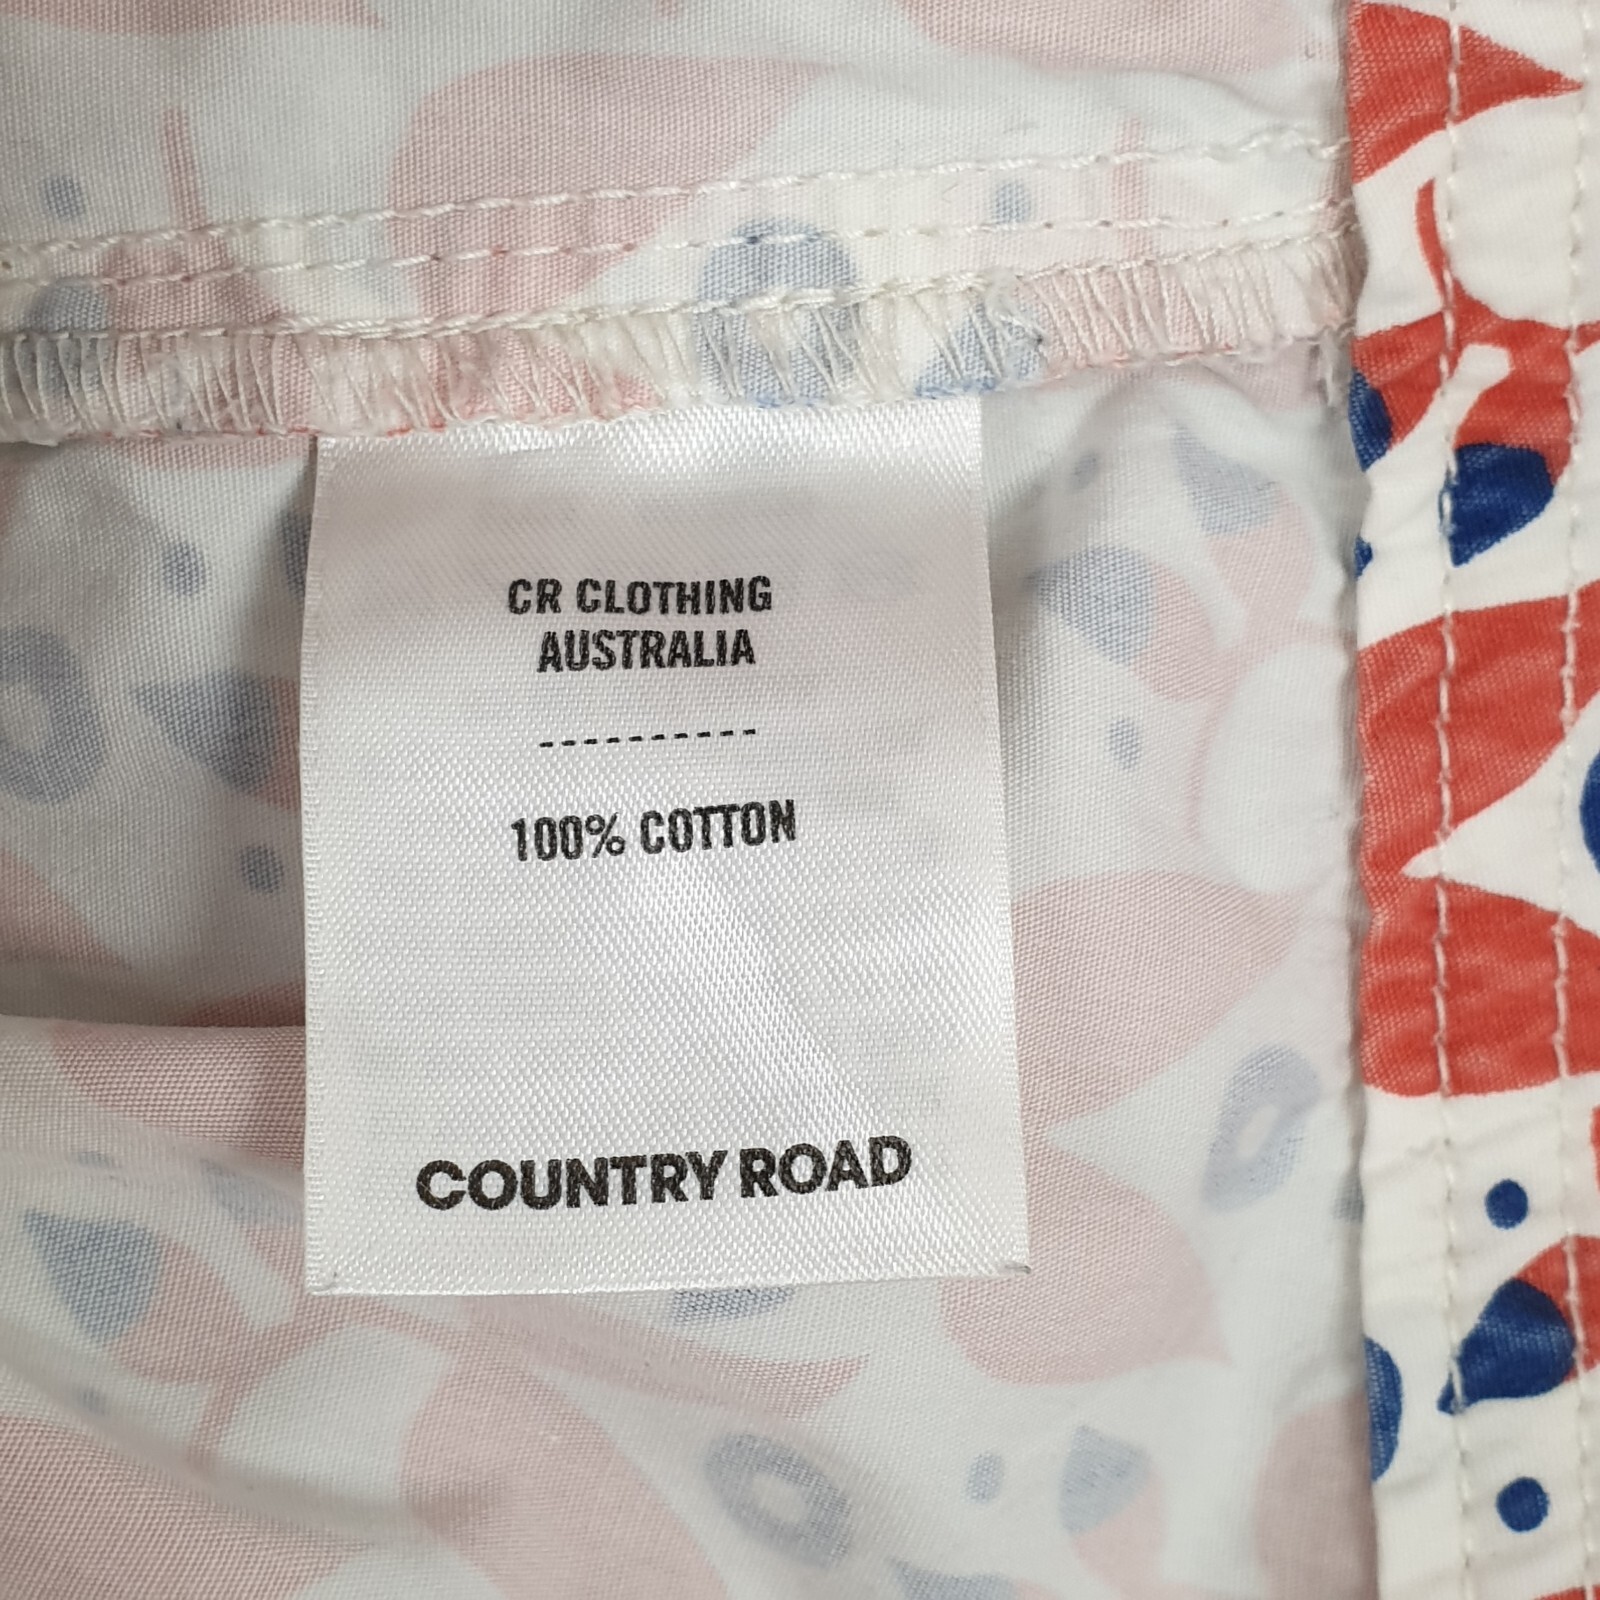 CR CLOTHING
AUSTRALIA
----------
100% COTTON
COUNTRY ROAD